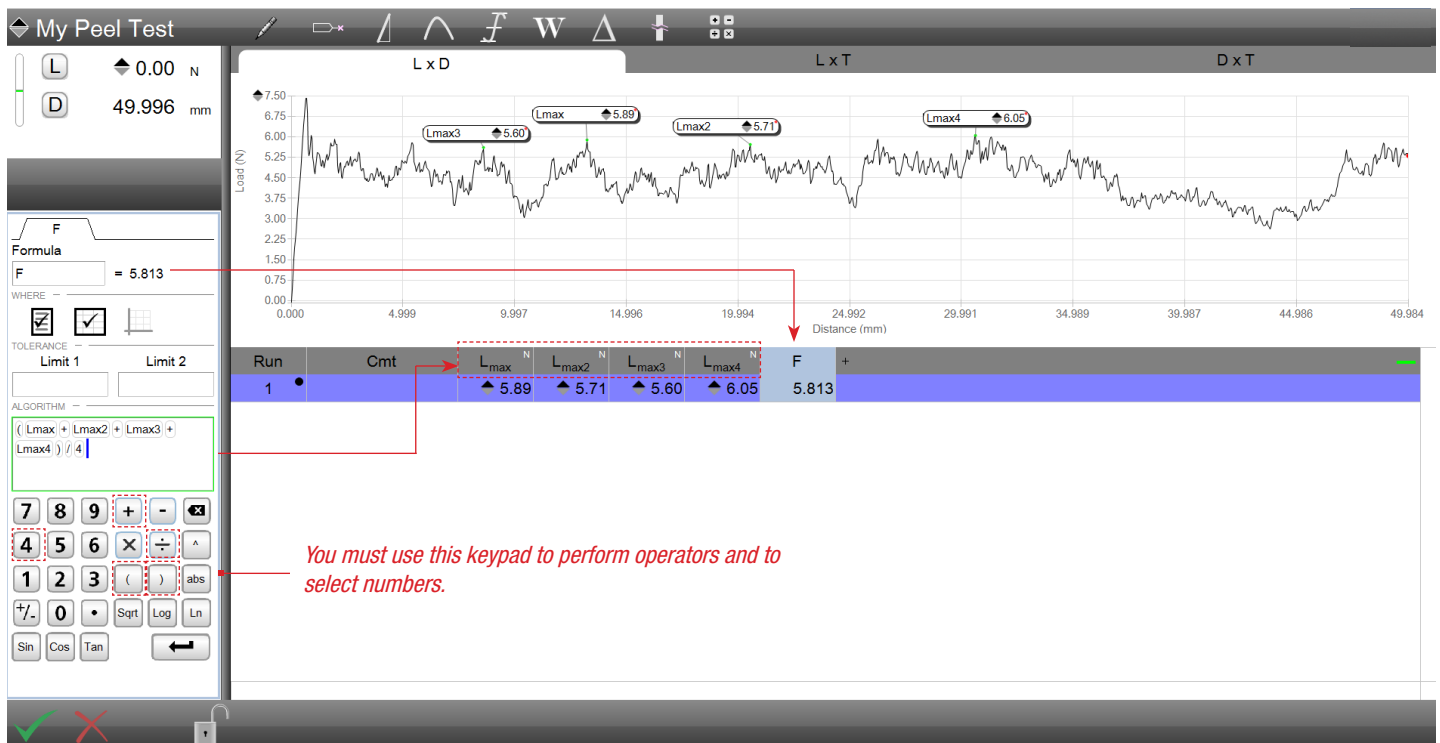 My Peel Test
W
L 0.00 N
D 49.996 mm
L x D
L x T
D x T
7.50
6.75
6.00
5.25
4.50
3.75
3.00
2.25
1.50
0.75
0.00
Load (N)
Lmax3 5.60
Lmax 5.89
Lmax2 5.71
Lmax4 6.05
0.000 4.999 9.997 14.996 19.994 24.992 29.991 34.989 39.987 44.986 49.984
Distance (mm)
F
Formula
F = 5.813
WHERE
TOLERANCE
Limit 1 Limit 2
ALGORITHM
( Lmax + Lmax2 + Lmax3 +
Lmax4 ) / 4
7 8 9 + -
4 5 6 × ÷ ^
1 2 3 ( ) abs
+/- 0 • Sqrt Log Ln
Sin Cos Tan
Run Cmt Lmax N Lmax2 N Lmax3 N Lmax4 N F +
1 5.89 5.71 5.60 6.05 5.813
You must use this keypad to perform operators and to
select numbers.